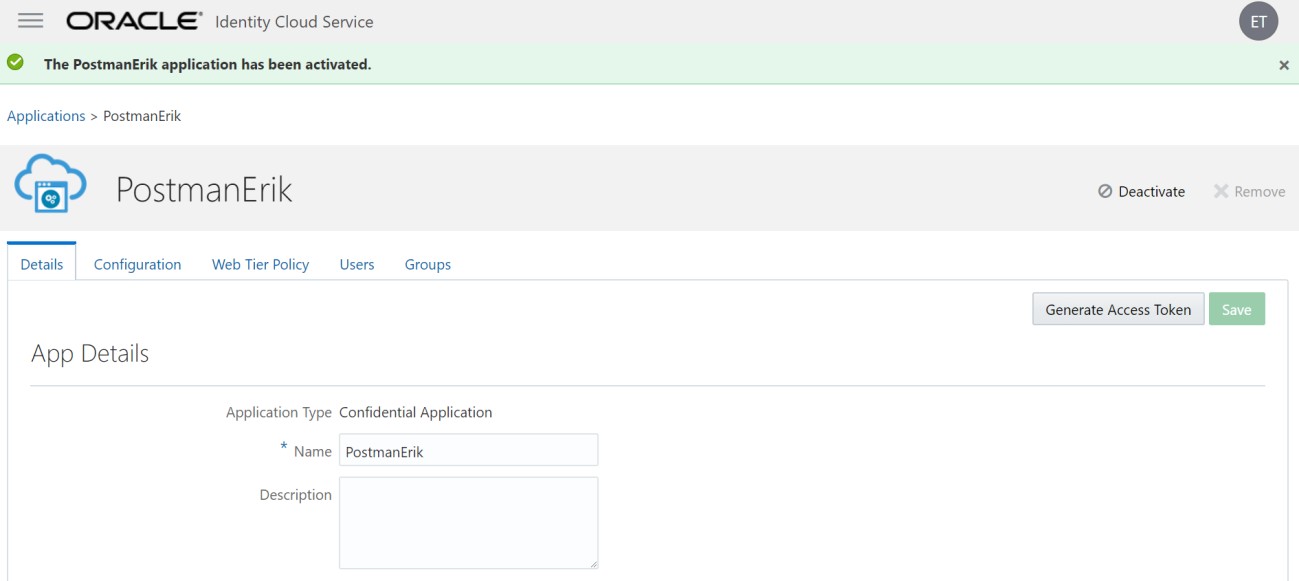 ORACLE® Identity Cloud Service
ET
The PostmanErik application has been activated.
×
Applications > PostmanErik
PostmanErik
Deactivate
Remove
Details Configuration Web Tier Policy Users Groups
Generate Access Token Save
App Details
Application Type Confidential Application
* Name PostmanErik
Description